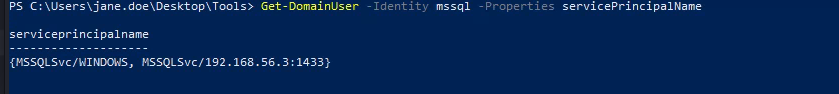 PS C:\Users\jane.doe\Desktop\Tools> Get-DomainUser -Identity mssql -Properties servicePrincipalName
serviceprincipalname
--------------------
{MSSQLSvc/WINDOWS, MSSQLSvc/192.168.56.3:1433}